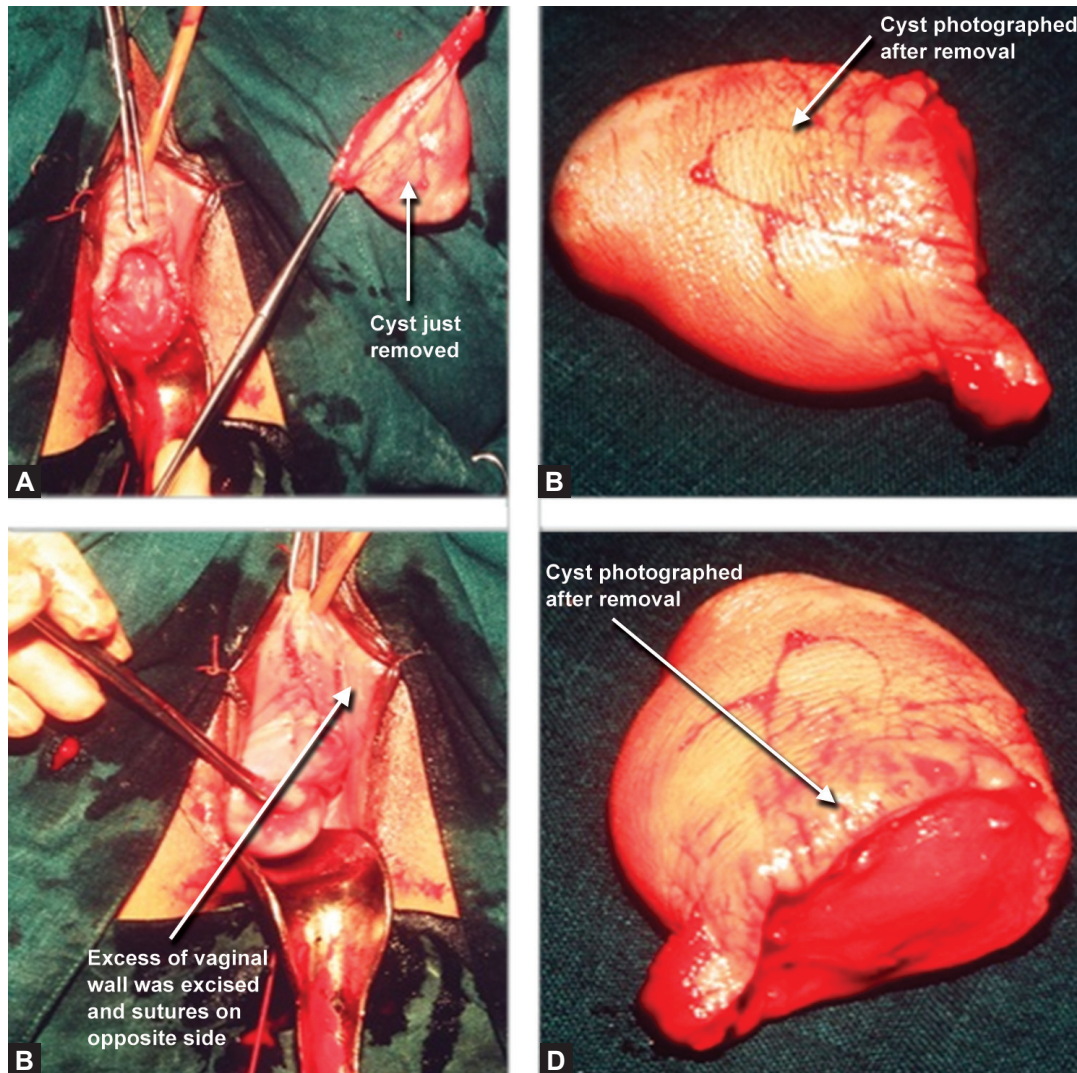 Cyst just
removed
A
Cyst photographed
after removal
B
Excess of vaginal
wall was excised
and sutures on
opposite side
B
Cyst photographed
after removal
D